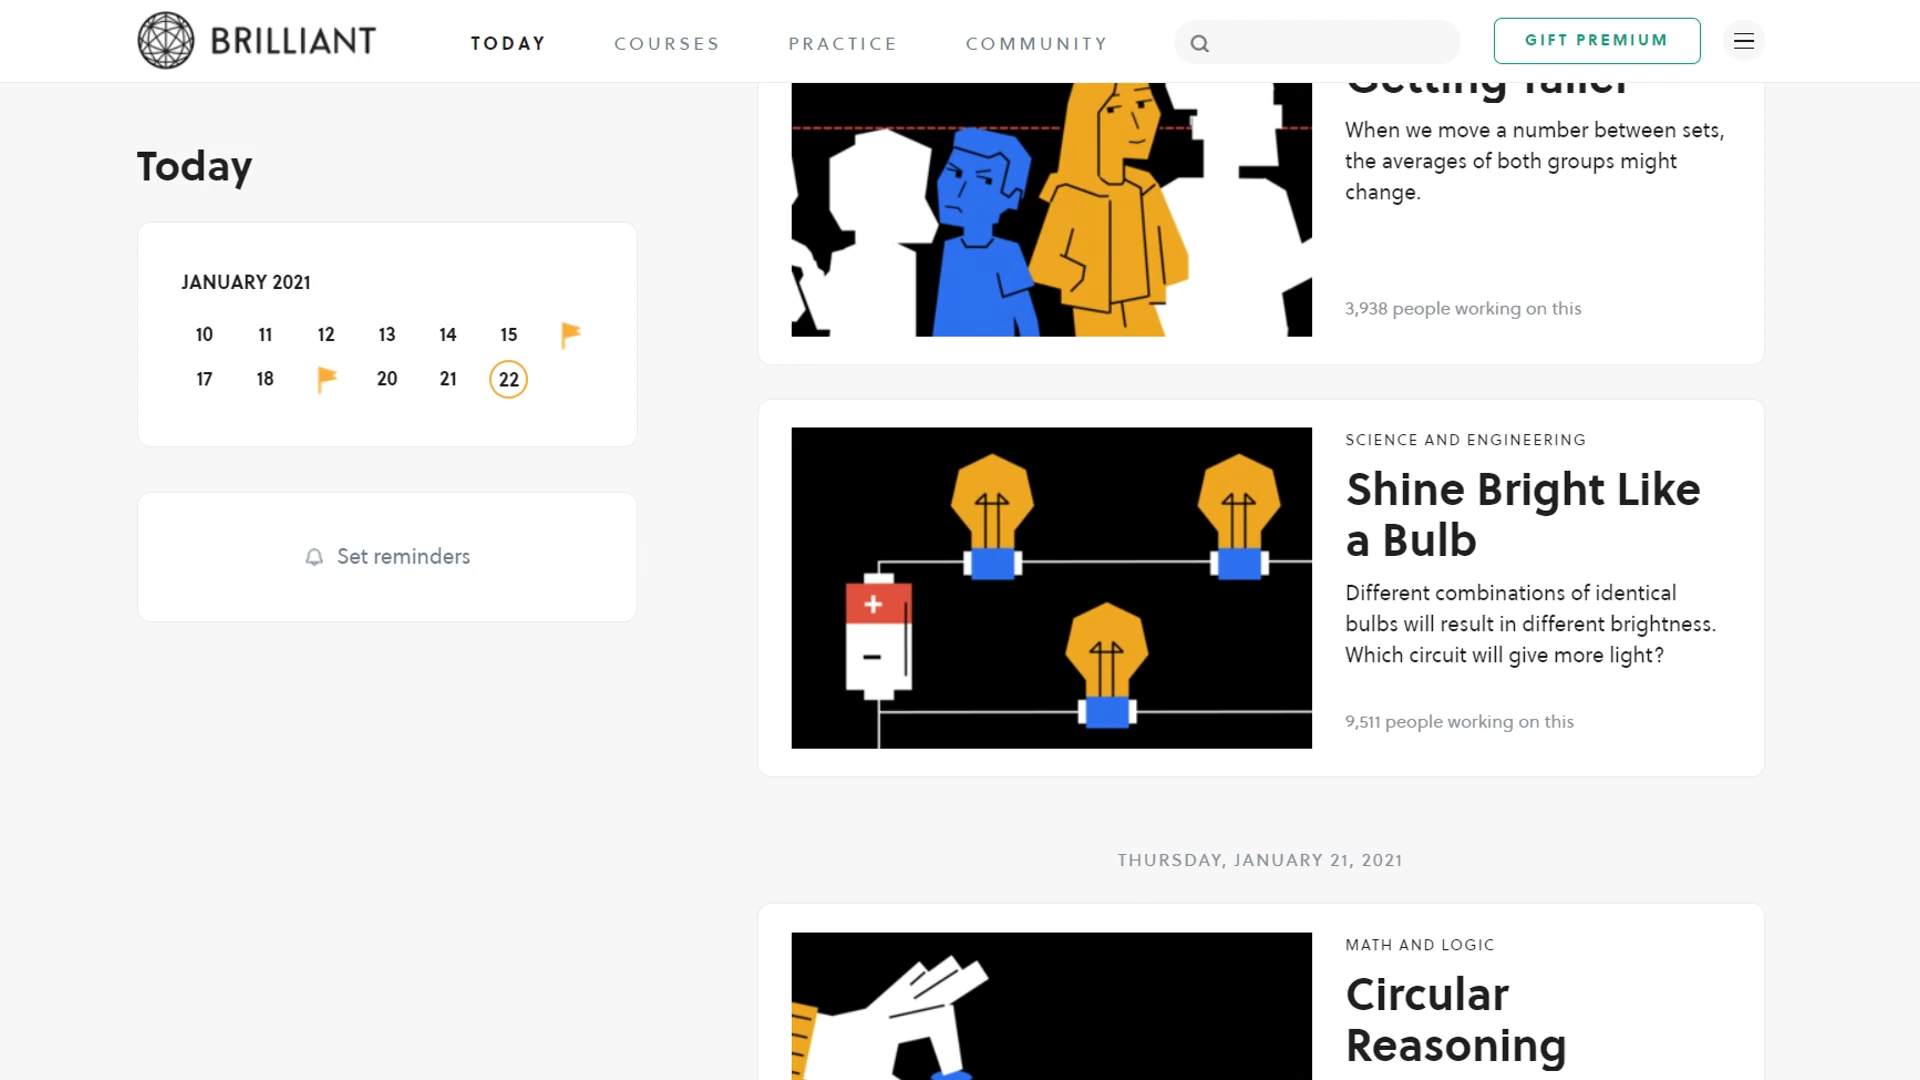 BRILLIANT
TODAY
COURSES
PRACTICE
COMMUNITY
GIFT PREMIUM
Today
JANUARY 2021
10 11 12 13 14 15
17 18 20 21 22
Set reminders
Getting Taller
When we move a number between sets,
the averages of both groups might
change.
3,938 people working on this
+
−
SCIENCE AND ENGINEERING
Shine Bright Like
a Bulb
Different combinations of identical
bulbs will result in different brightness.
Which circuit will give more light?
9,511 people working on this
THURSDAY, JANUARY 21, 2021
MATH AND LOGIC
Circular
Reasoning